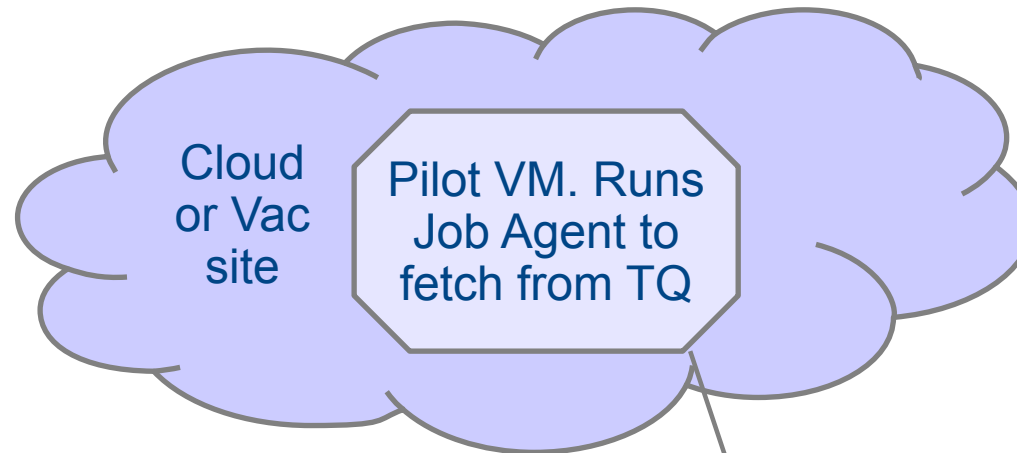 Cloud
or Vac
site
Pilot VM. Runs
Job Agent to
fetch from TQ